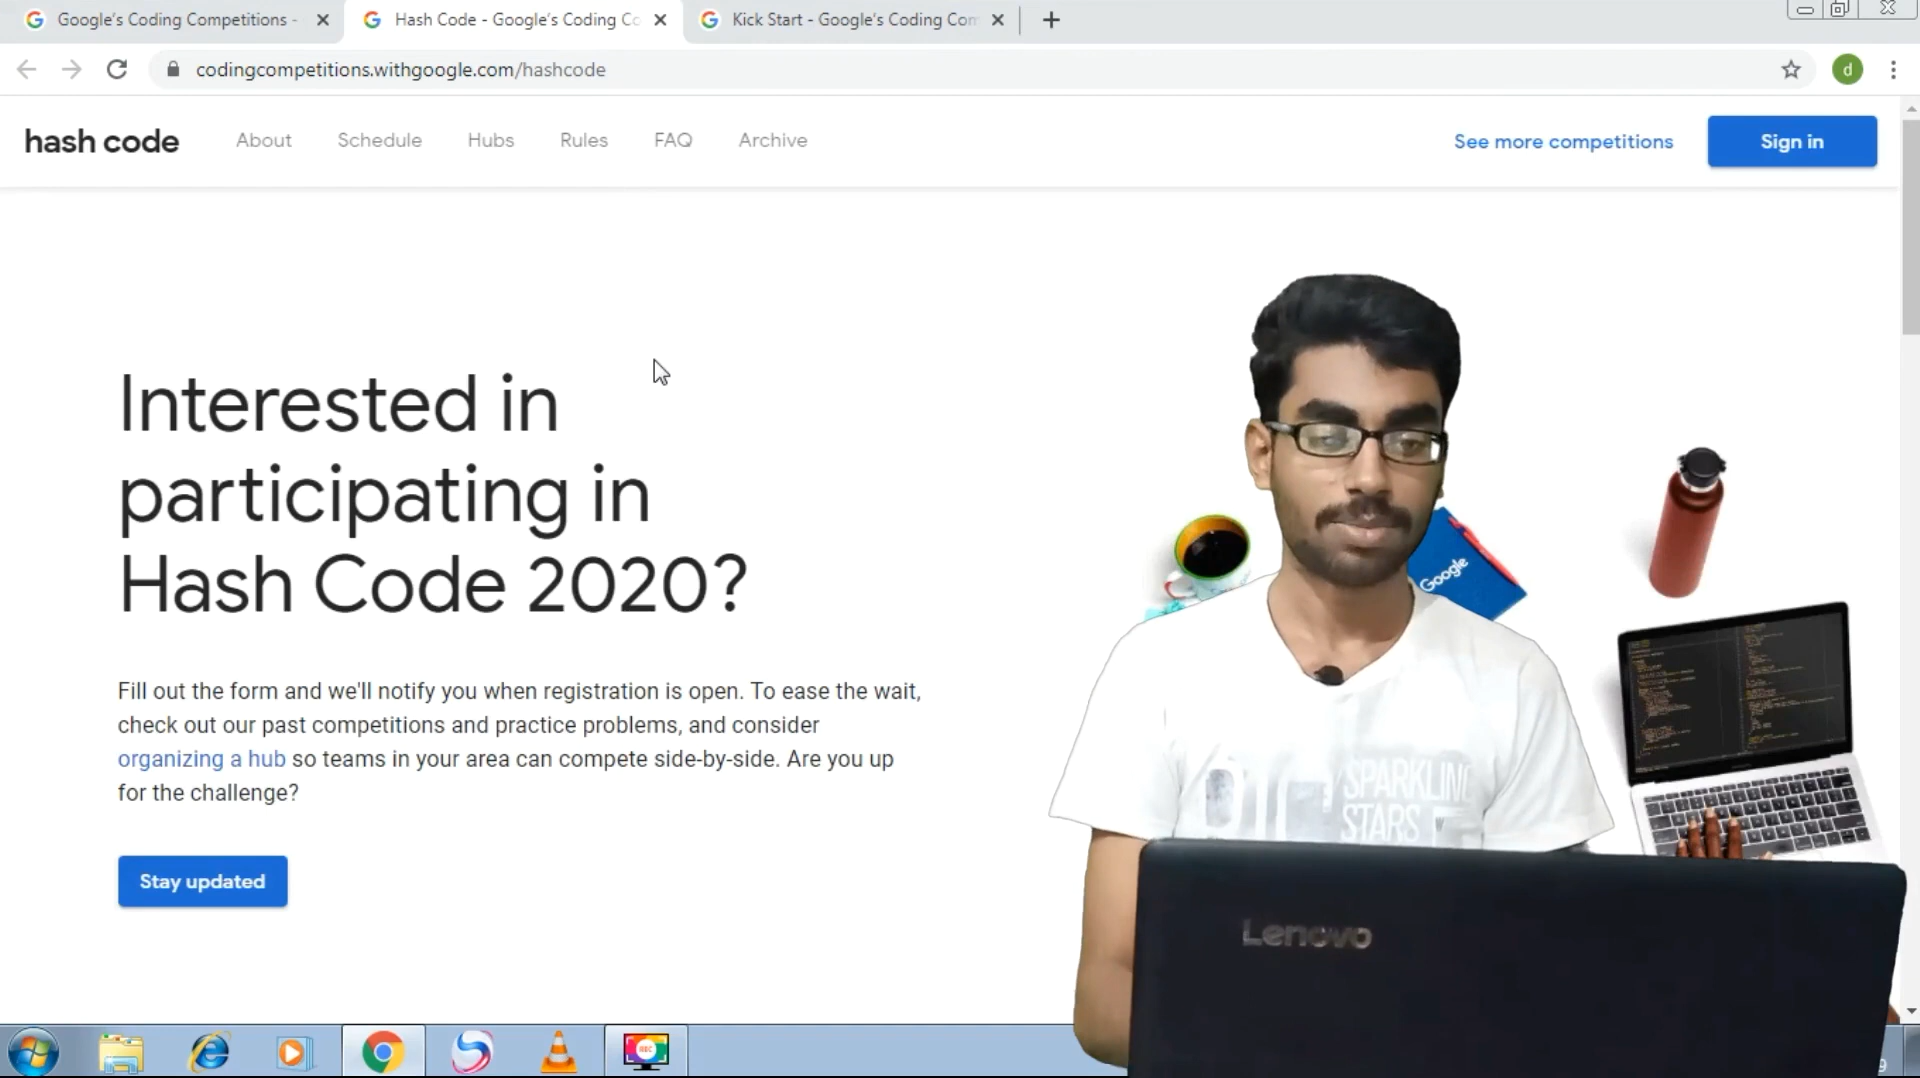 Google's Coding Competitions -
Hash Code - Google's Coding Co
Kick Start - Google's Coding Com
codingcompetitions.withgoogle.com/hashcode
d
hash code
About
Schedule
Hubs
Rules
FAQ
Archive
See more competitions
Sign in
Interested in
participating in
Hash Code 2020?
Fill out the form and we'll notify you when registration is open. To ease the wait,
check out our past competitions and practice problems, and consider
organizing a hub so teams in your area can compete side-by-side. Are you up
for the challenge?
Stay updated
Google
SPARKLING
STARS
Lenovo
REC